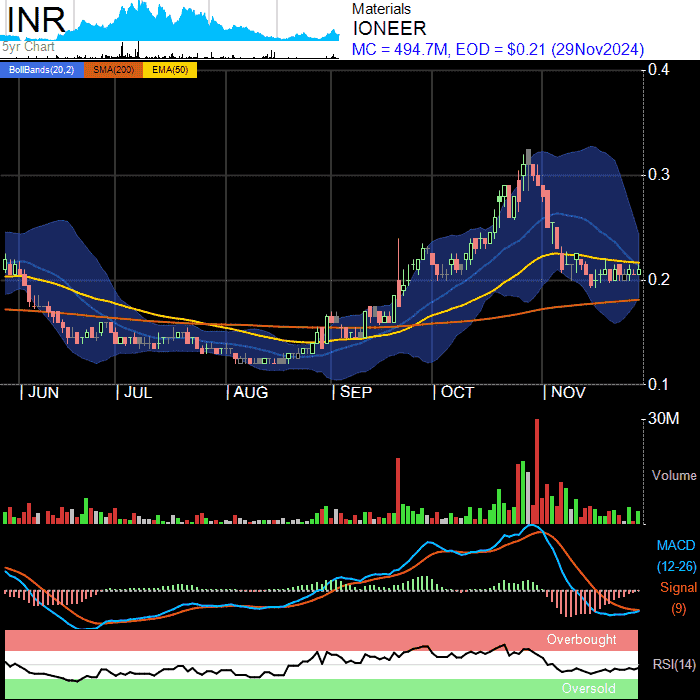 INR
5yr Chart
Materials
IONEER
MC = 494.7M, EOD = $0.21 (29Nov2024)
BollBands(20,2) SMA(200) EMA(50)
0.4
0.3
0.2
0.1
JUN JUL AUG SEP OCT NOV
30M
Volume
MACD
(12-26)
Signal
(9)
Overbought
RSI(14)
Oversold